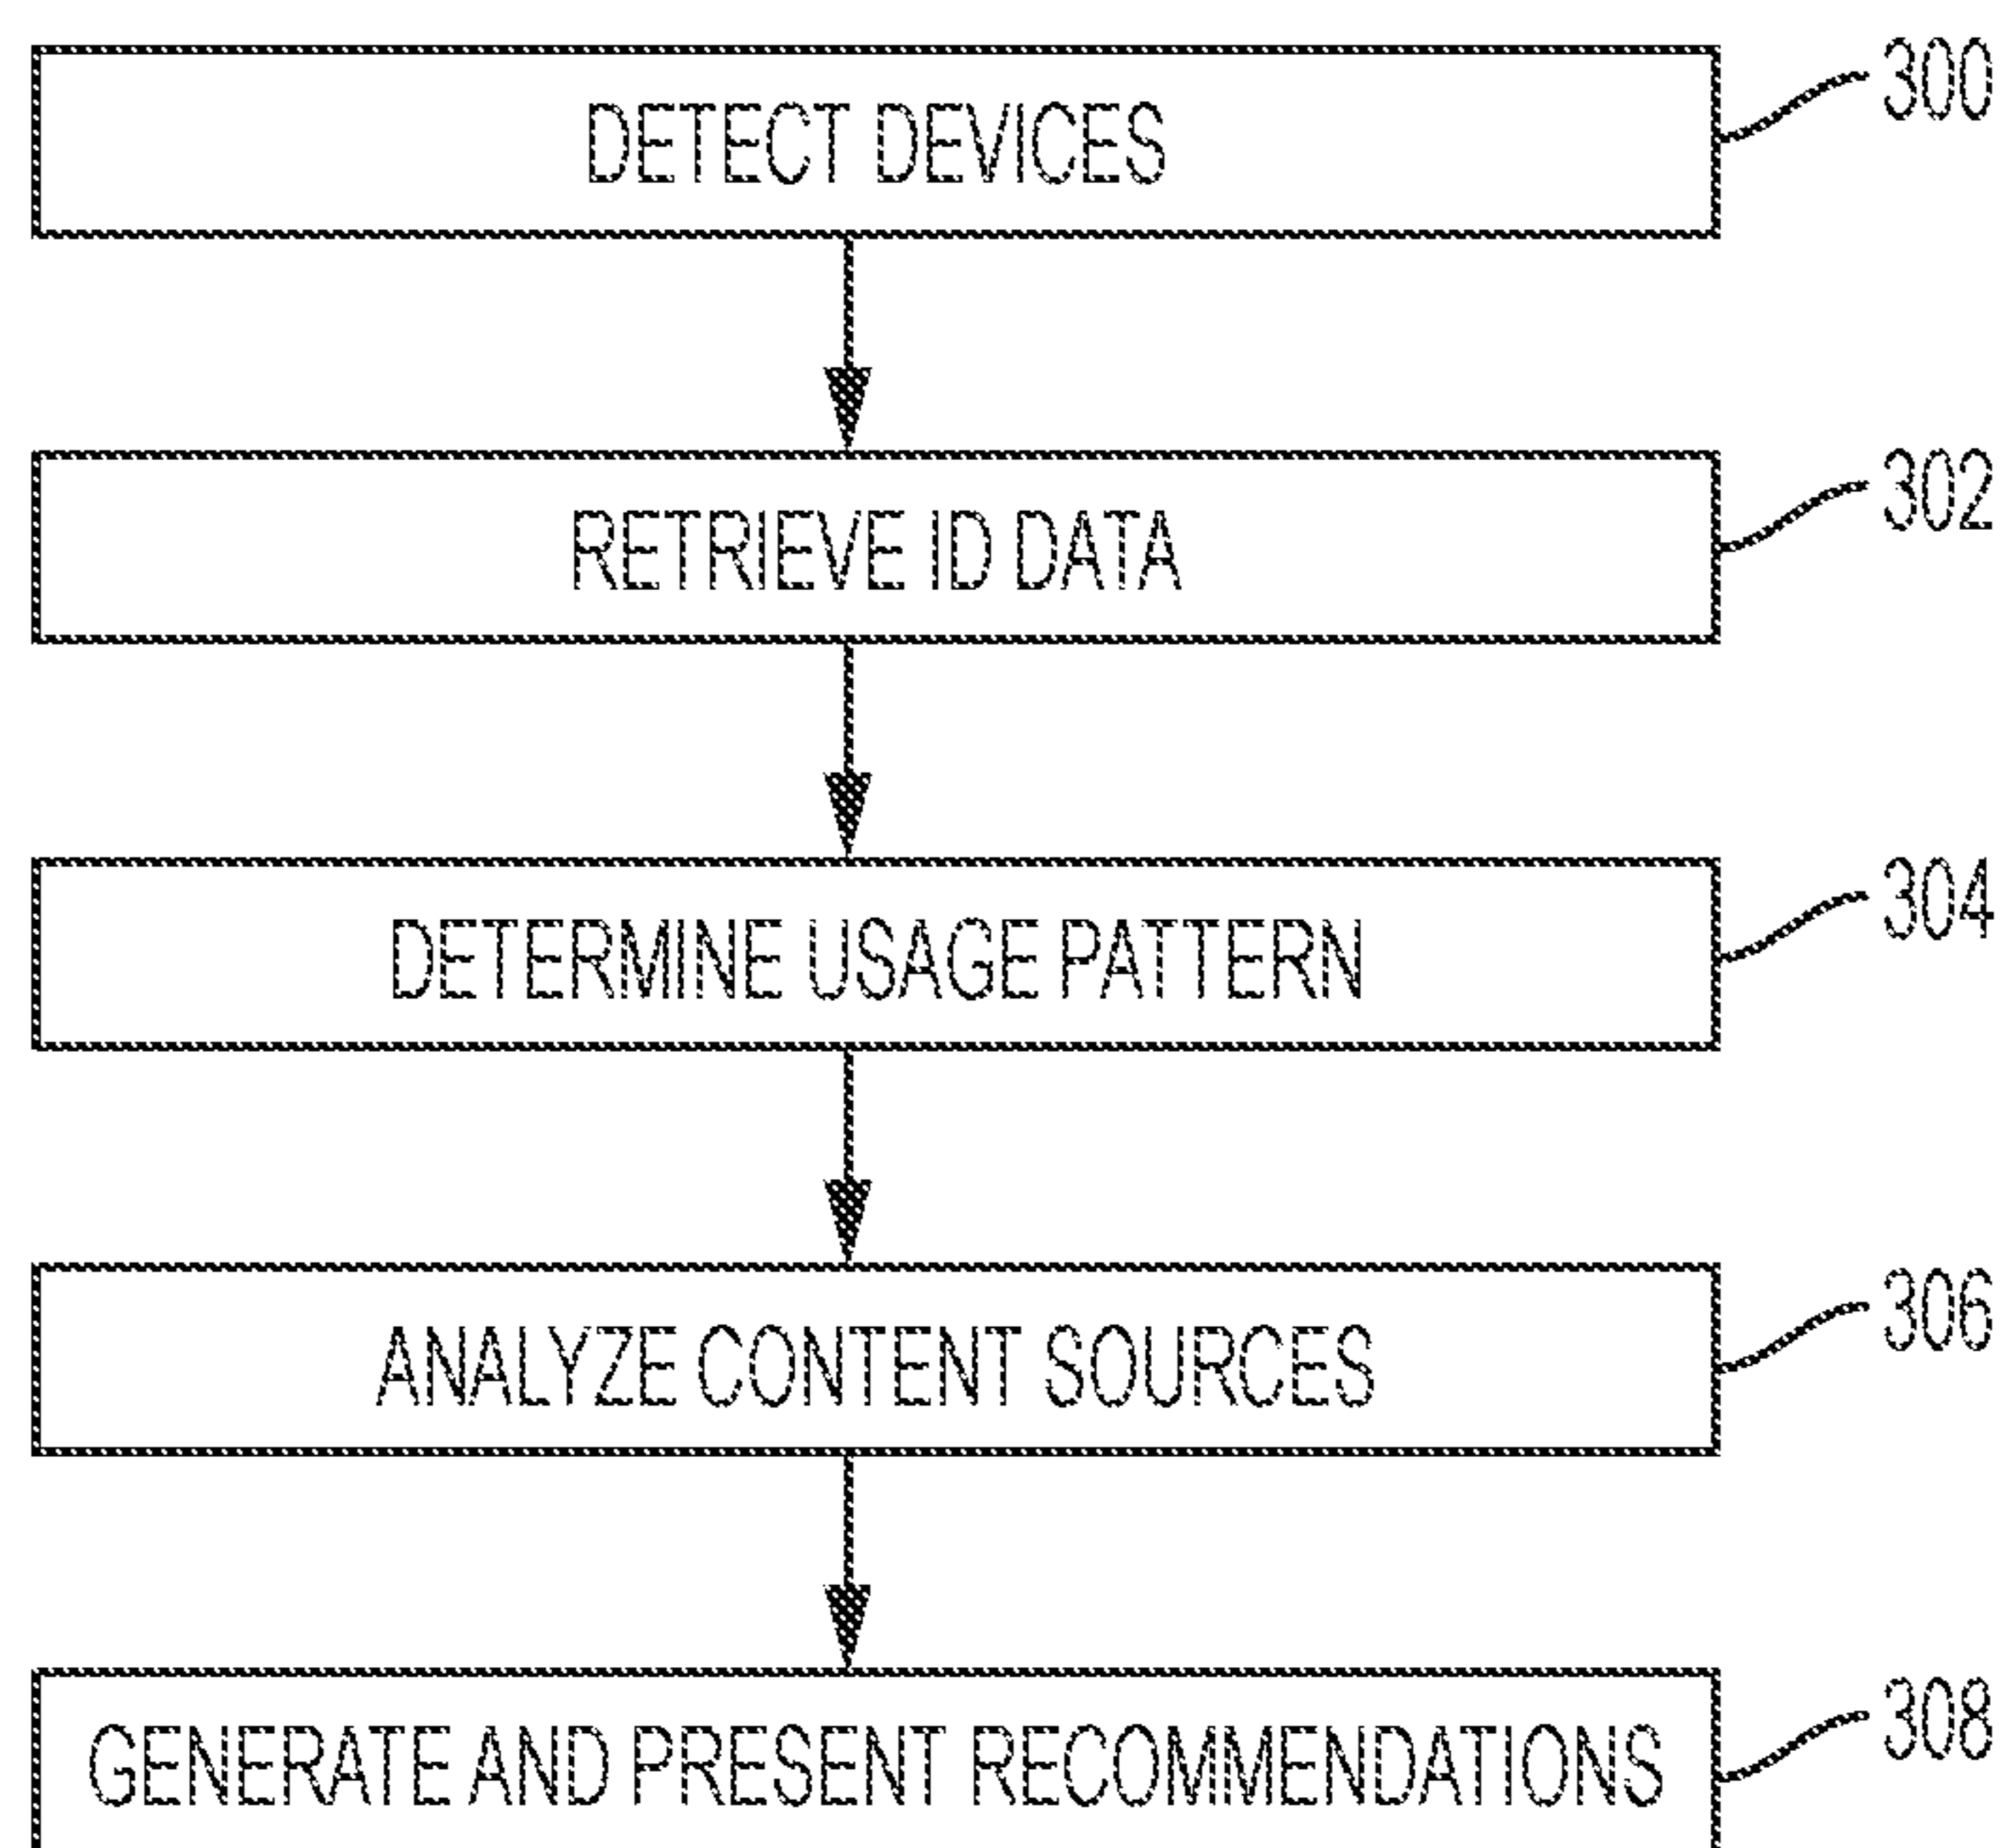 DETECT DEVICES
300
RETRIEVE ID DATA
302
DETERMINE USAGE PATTERN
304
ANALYZE CONTENT SOURCES
306
GENERATE AND PRESENT RECOMMENDATIONS
308